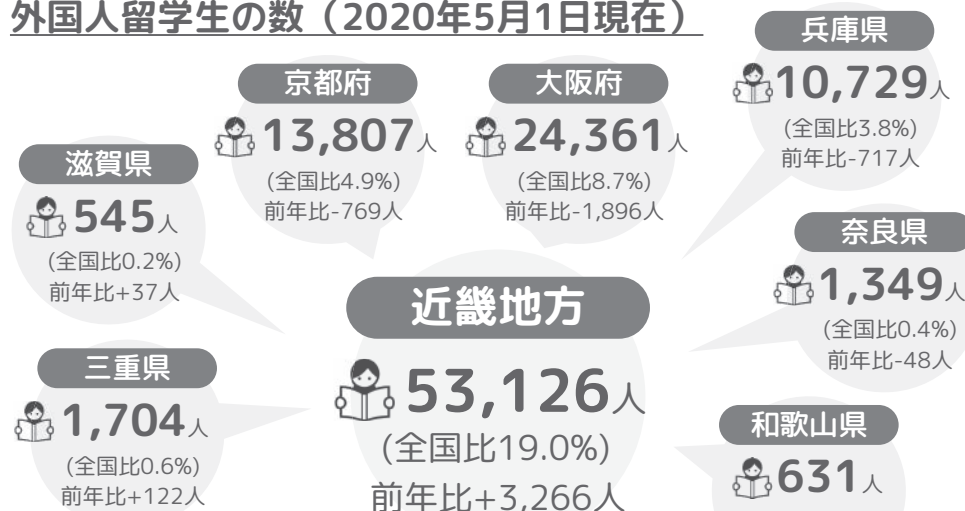 外国人留学生の数（2020年5月1日現在）
兵庫県
10,729人
(全国比3.8%)
前年比-717人
京都府
13,807人
(全国比4.9%)
前年比-769人
大阪府
24,361人
(全国比8.7%)
前年比-1,896人
滋賀県
545人
(全国比0.2%)
前年比+37人
奈良県
1,349人
(全国比0.4%)
前年比-48人
近畿地方
53,126人
(全国比19.0%)
前年比+3,266人
三重県
1,704人
(全国比0.6%)
前年比+122人
和歌山県
631人